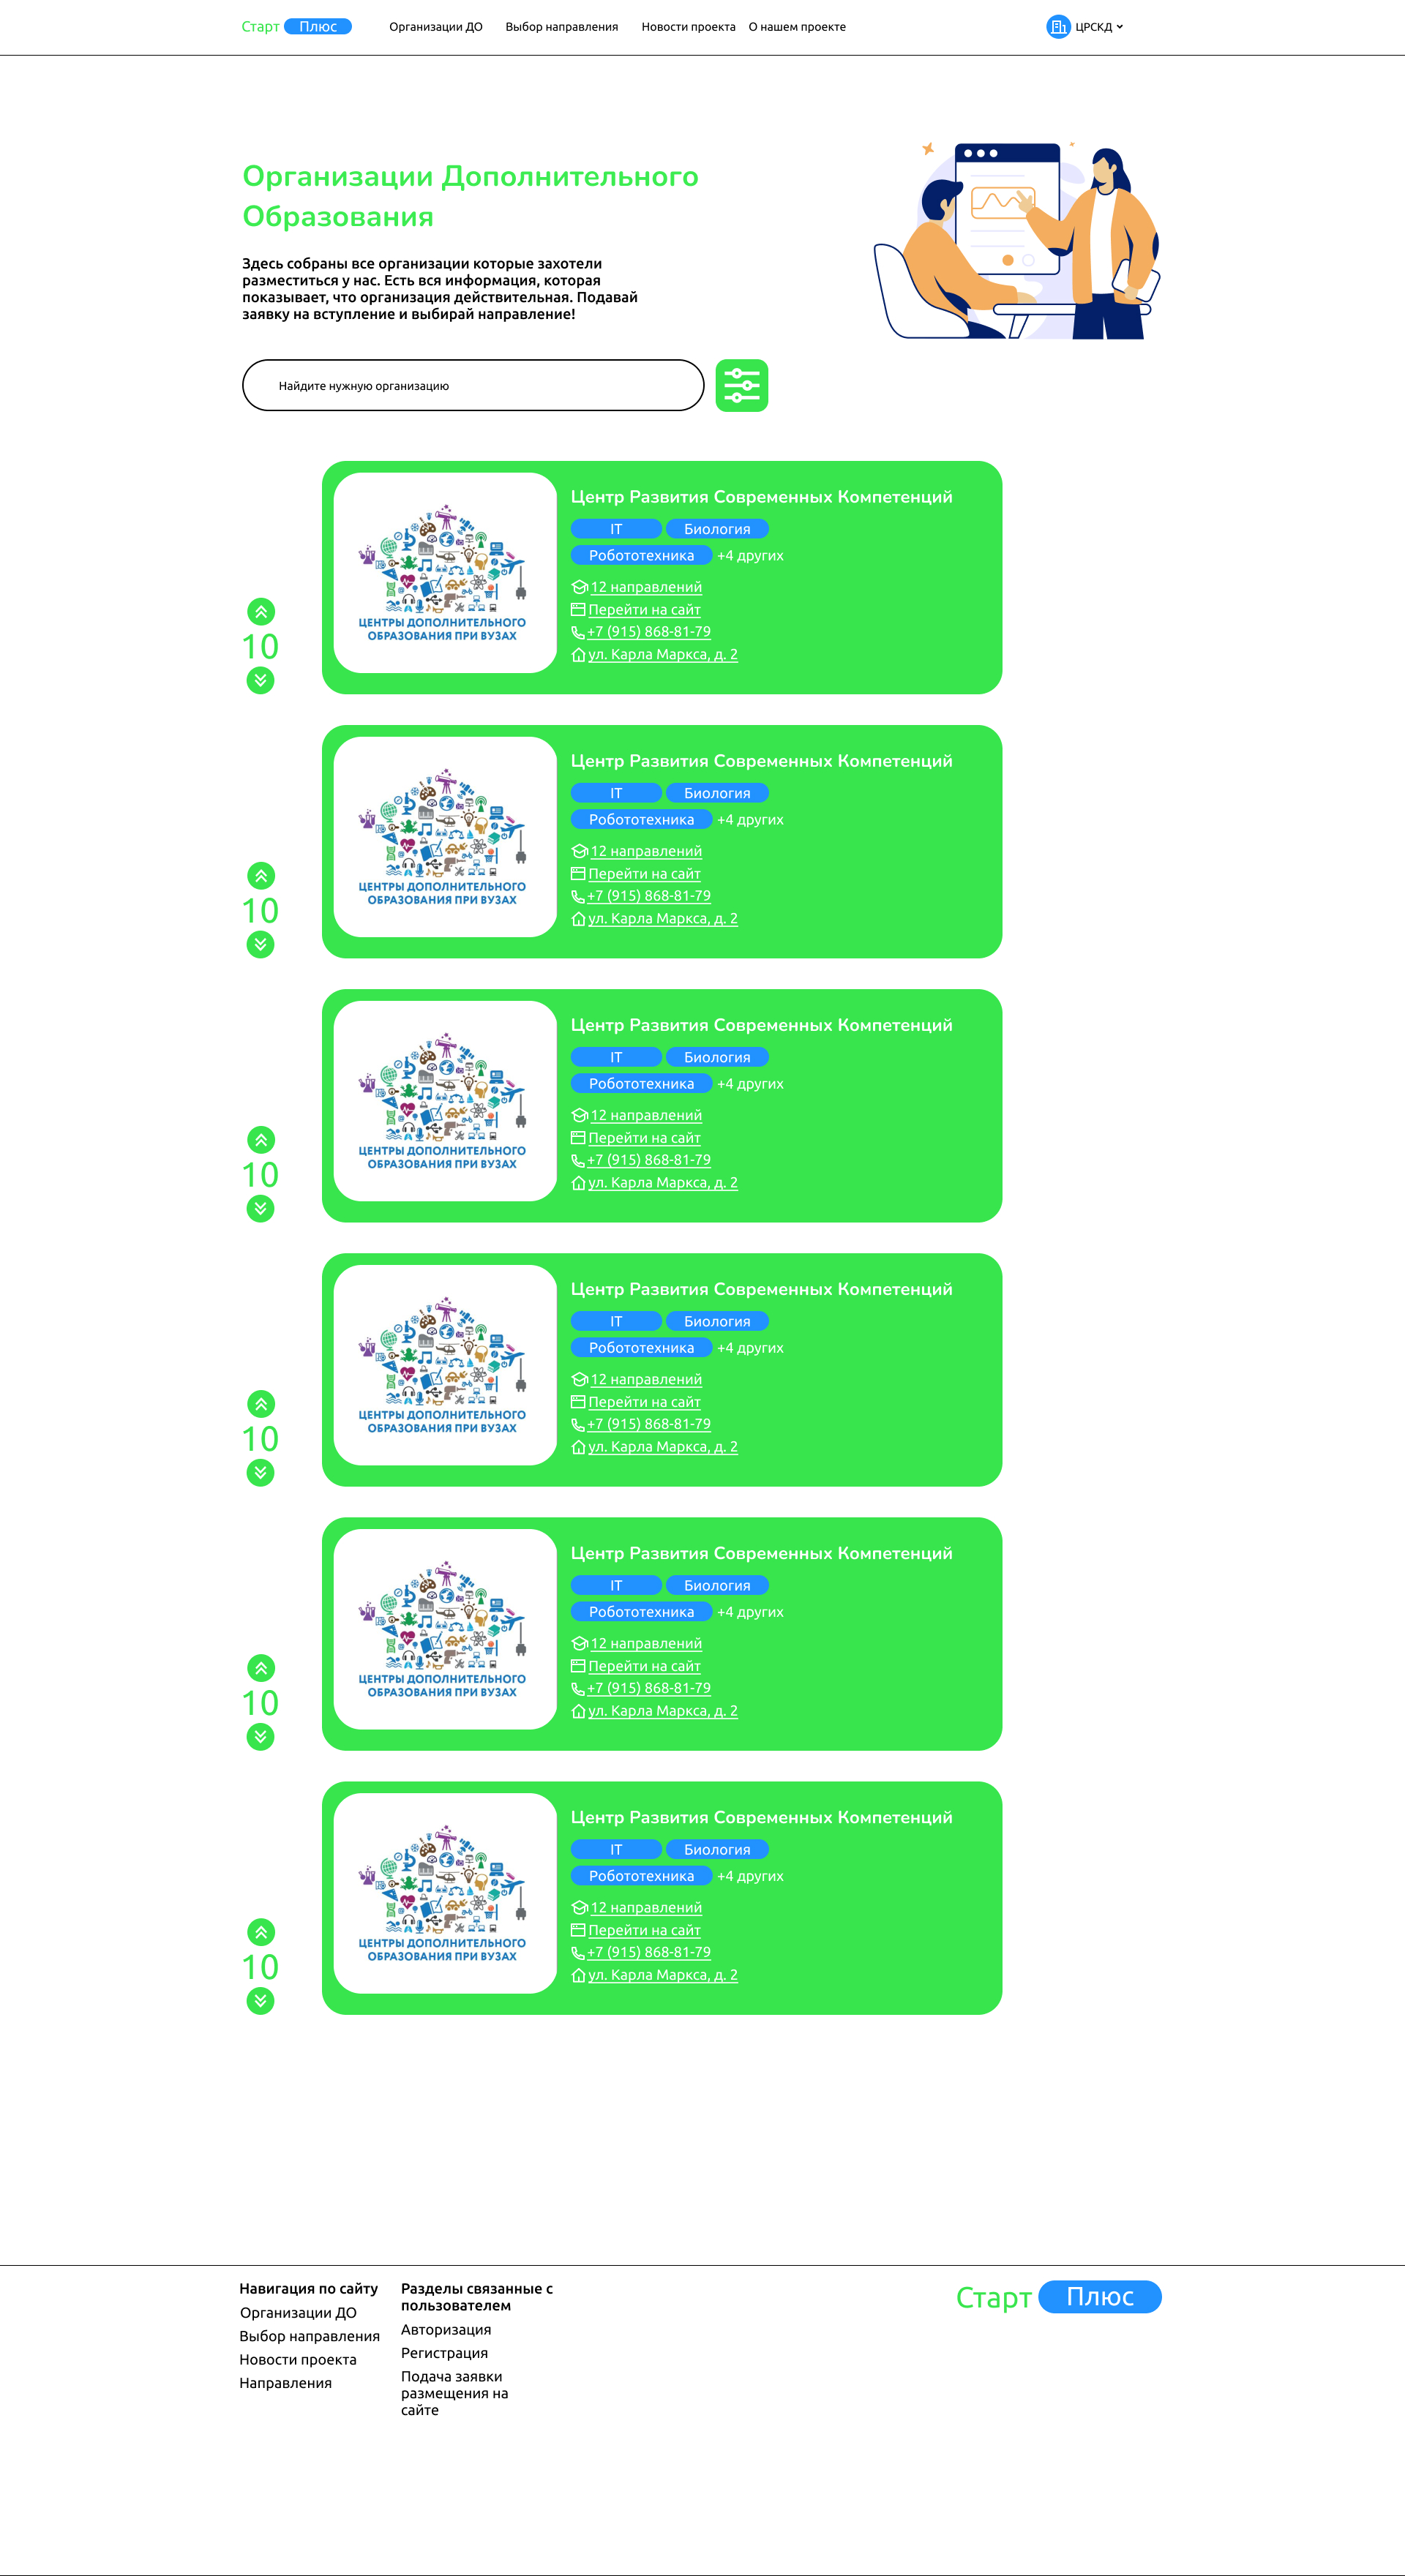 Старт Плюс
Организации ДО
Выбор направления
Новости проекта
О нашем проекте
ЦРСКД
Организации Дополнительного
Образования
Здесь собраны все организации которые захотели
разместиться у нас. Есть вся информация, которая
показывает, что организация действительная. Подавай
заявку на вступление и выбирай направление!
Найдите нужную организацию
10
ЦЕНТРЫ ДОПОЛНИТЕЛЬНОГО
ОБРАЗОВАНИЯ ПРИ ВУЗАХ
Центр Развития Современных Компетенций
IT Биология
Робототехника +4 других
12 направлений
Перейти на сайт
+7 (915) 868-81-79
ул. Карла Маркса, д. 2
10
ЦЕНТРЫ ДОПОЛНИТЕЛЬНОГО
ОБРАЗОВАНИЯ ПРИ ВУЗАХ
Центр Развития Современных Компетенций
IT Биология
Робототехника +4 других
12 направлений
Перейти на сайт
+7 (915) 868-81-79
ул. Карла Маркса, д. 2
10
ЦЕНТРЫ ДОПОЛНИТЕЛЬНОГО
ОБРАЗОВАНИЯ ПРИ ВУЗАХ
Центр Развития Современных Компетенций
IT Биология
Робототехника +4 других
12 направлений
Перейти на сайт
+7 (915) 868-81-79
ул. Карла Маркса, д. 2
10
ЦЕНТРЫ ДОПОЛНИТЕЛЬНОГО
ОБРАЗОВАНИЯ ПРИ ВУЗАХ
Центр Развития Современных Компетенций
IT Биология
Робототехника +4 других
12 направлений
Перейти на сайт
+7 (915) 868-81-79
ул. Карла Маркса, д. 2
10
ЦЕНТРЫ ДОПОЛНИТЕЛЬНОГО
ОБРАЗОВАНИЯ ПРИ ВУЗАХ
Центр Развития Современных Компетенций
IT Биология
Робототехника +4 других
12 направлений
Перейти на сайт
+7 (915) 868-81-79
ул. Карла Маркса, д. 2
10
ЦЕНТРЫ ДОПОЛНИТЕЛЬНОГО
ОБРАЗОВАНИЯ ПРИ ВУЗАХ
Центр Развития Современных Компетенций
IT Биология
Робототехника +4 других
12 направлений
Перейти на сайт
+7 (915) 868-81-79
ул. Карла Маркса, д. 2
Навигация по сайту
Организации ДО
Выбор направления
Новости проекта
Направления
Разделы связанные с
пользователем
Авторизация
Регистрация
Подача заявки
размещения на
сайте
Старт Плюс